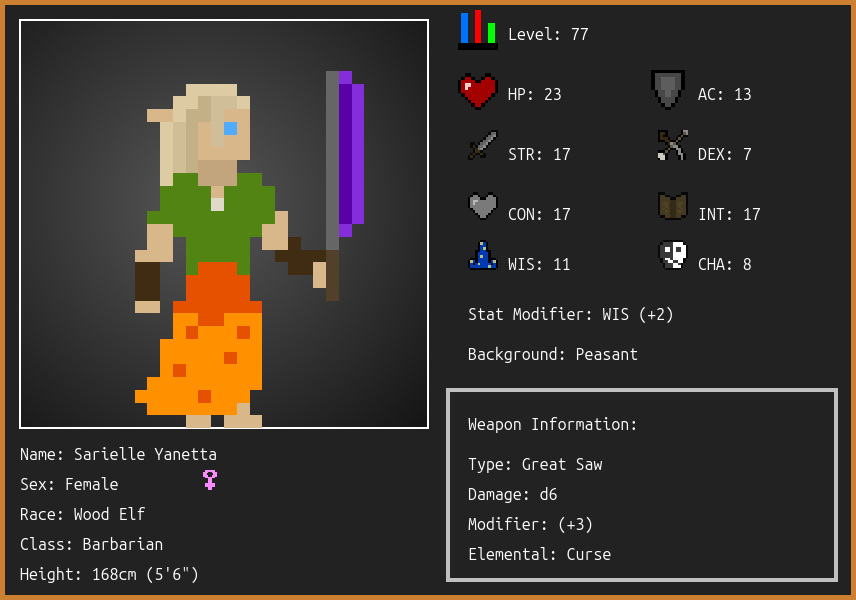 Level: 77
HP: 23
AC: 13
STR: 17
DEX: 7
CON: 17
INT: 17
WIS: 11
CHA: 8
Stat Modifier: WIS (+2)
Background: Peasant
Weapon Information:
Type: Great Saw
Damage: d6
Modifier: (+3)
Elemental: Curse
Name: Sarielle Yanetta
Sex: Female
Race: Wood Elf
Class: Barbarian
Height: 168cm (5'6")